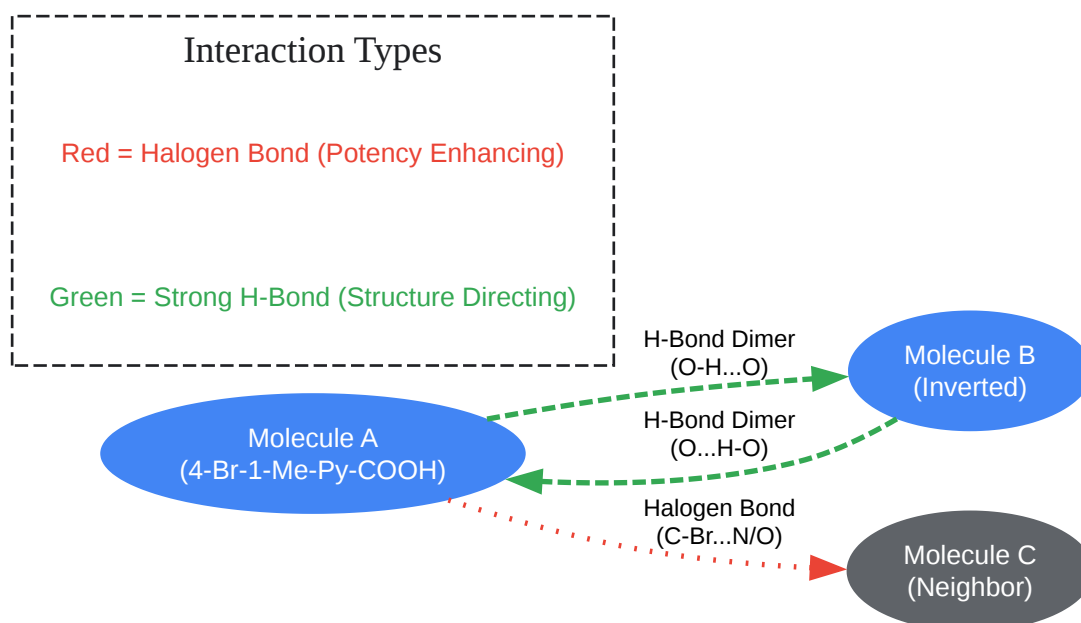 Interaction Types
Red = Halogen Bond (Potency Enhancing)
Green = Strong H-Bond (Structure Directing)
H-Bond Dimer
(O-H...O)
Molecule B
(Inverted)
H-Bond Dimer
(O...H-O)
Molecule A
(4-Br-1-Me-Py-COOH)
Halogen Bond
(C-Br...N/O)
Molecule C
(Neighbor)